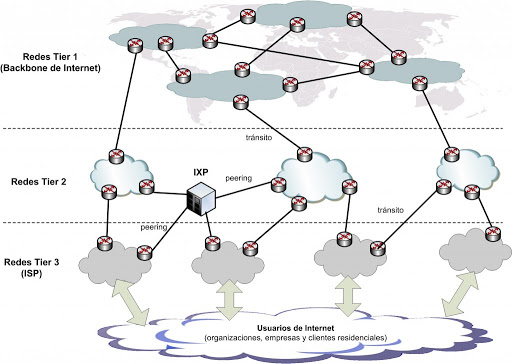 Redes Tier 1
(Backbone de Internet)
tránsito
Redes Tier 2
IXP
peering
peering
tránsito
Redes Tier 3
(ISP)
Usuarios de Internet
(organizaciones, empresas y clientes residenciales)